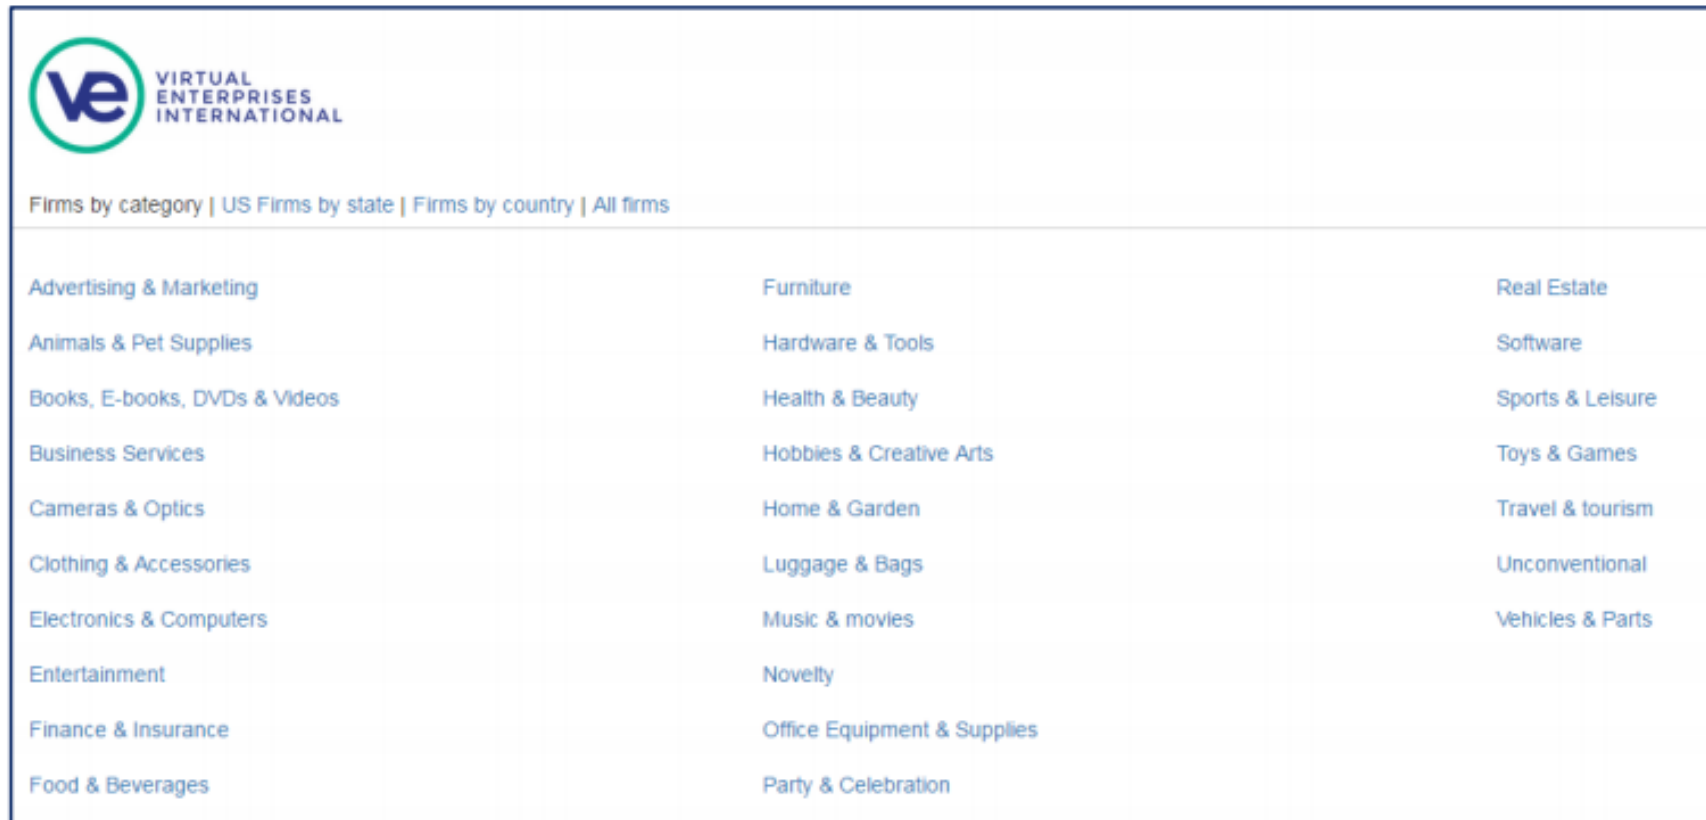 ve
VIRTUAL
ENTERPRISES
INTERNATIONAL
Firms by category | US Firms by state | Firms by country | All firms
Advertising & Marketing
Animals & Pet Supplies
Books, E-books, DVDs & Videos
Business Services
Cameras & Optics
Clothing & Accessories
Electronics & Computers
Entertainment
Finance & Insurance
Food & Beverages
Furniture
Hardware & Tools
Health & Beauty
Hobbies & Creative Arts
Home & Garden
Luggage & Bags
Music & movies
Novelty
Office Equipment & Supplies
Party & Celebration
Real Estate
Software
Sports & Leisure
Toys & Games
Travel & tourism
Unconventional
Vehicles & Parts